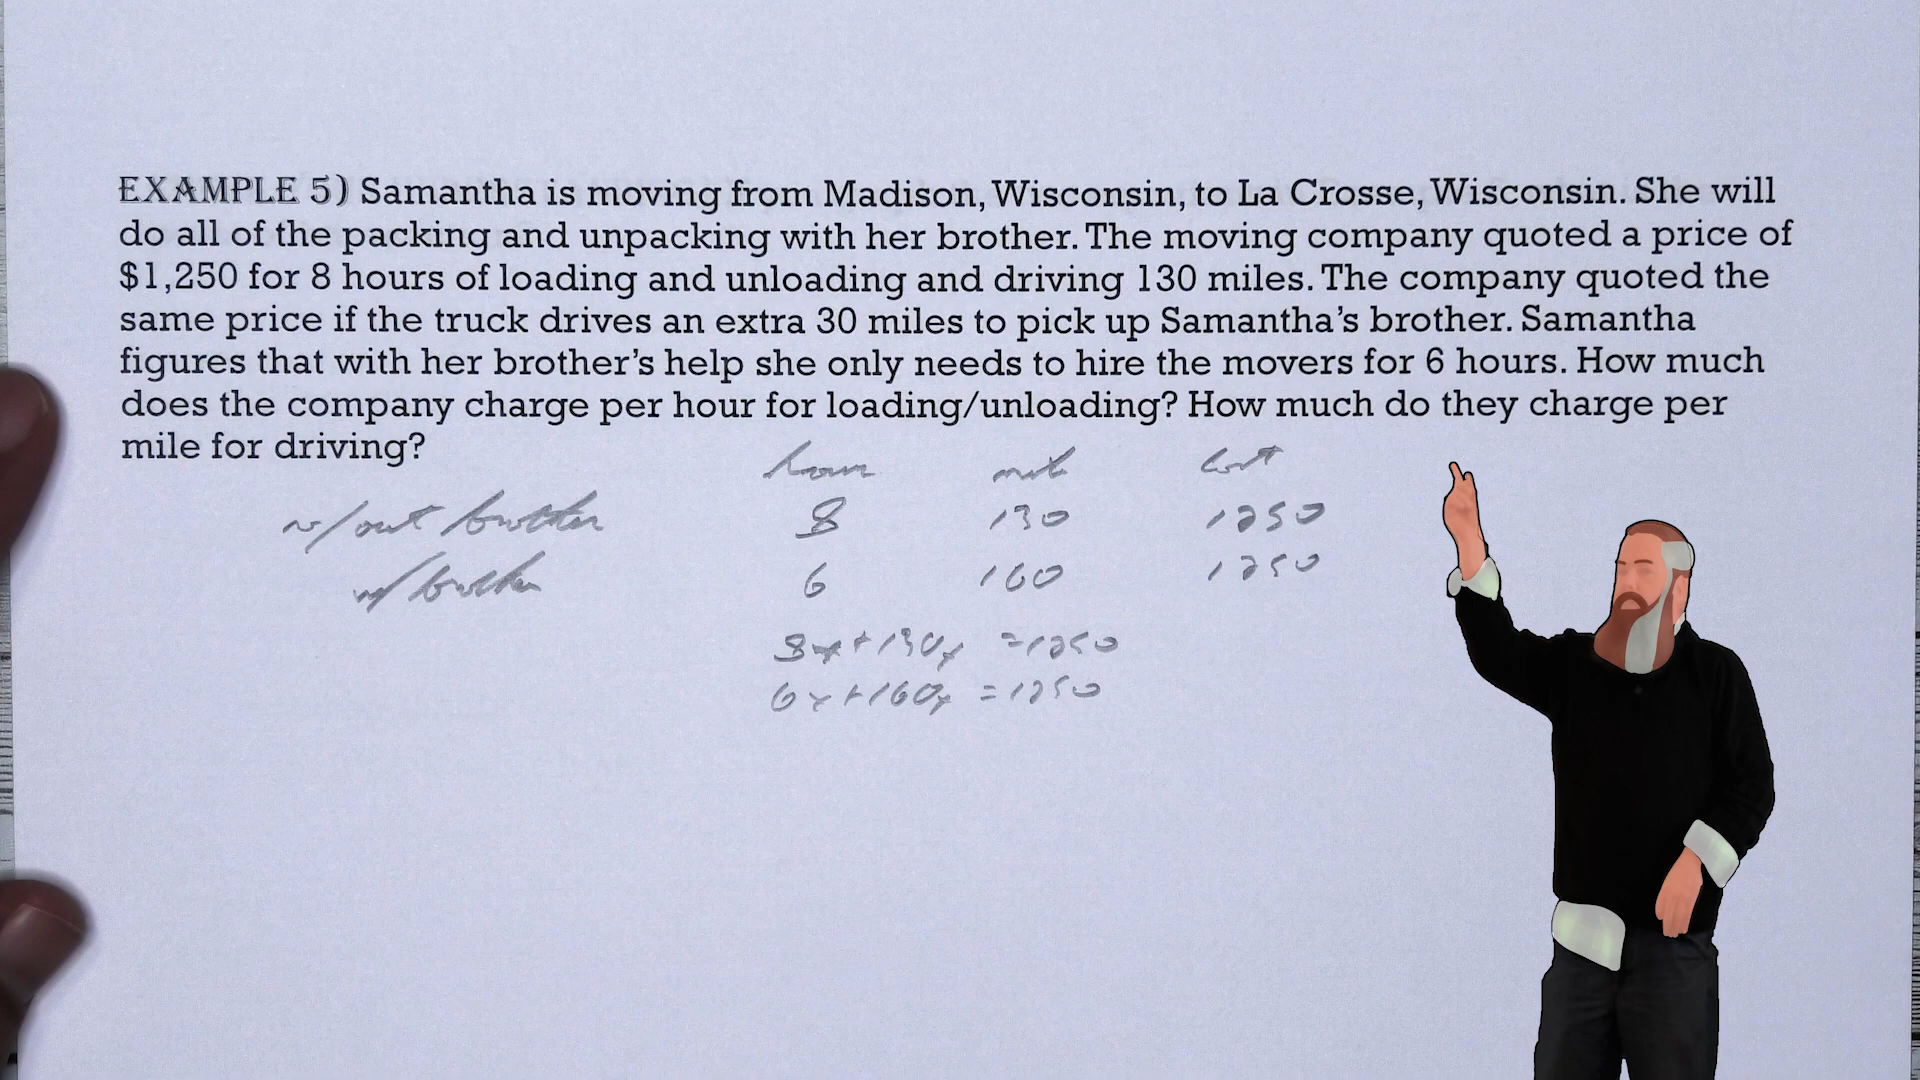 EXAMPLE 5) Samantha is moving from Madison, Wisconsin, to La Crosse, Wisconsin. She will
do all of the packing and unpacking with her brother. The moving company quoted a price of
$1,250 for 8 hours of loading and unloading and driving 130 miles. The company quoted the
same price if the truck drives an extra 30 miles to pick up Samantha's brother. Samantha
figures that with her brother's help she only needs to hire the movers for 6 hours. How much
does the company charge per hour for loading/unloading? How much do they charge per
mile for driving?
hours mile cost
w/out brother 8 130 1250
w/ brother 6 160 1250
8x+130y =1250
6x+160y =1250